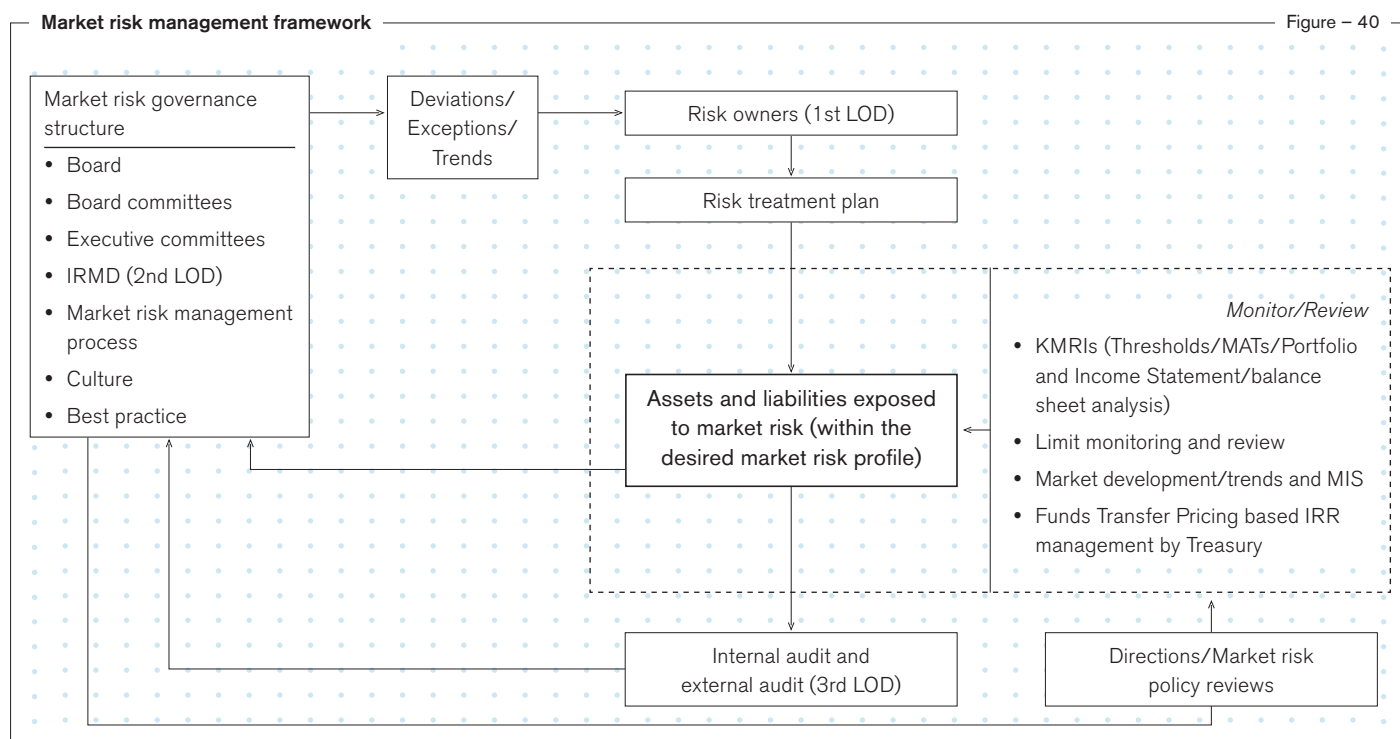 Market risk management framework
Figure – 40
Market risk governance
structure
• Board
• Board committees
• Executive committees
• IRMD (2nd LOD)
• Market risk management
process
• Culture
• Best practice
Deviations/
Exceptions/
Trends
Risk owners (1st LOD)
Risk treatment plan
Assets and liabilities exposed
to market risk (within the
desired market risk profile)
Monitor/Review
• KMRIs (Thresholds/MATs/Portfolio
and Income Statement/balance
sheet analysis)
• Limit monitoring and review
• Market development/trends and MIS
• Funds Transfer Pricing based IRR
management by Treasury
Internal audit and
external audit (3rd LOD)
Directions/Market risk
policy reviews